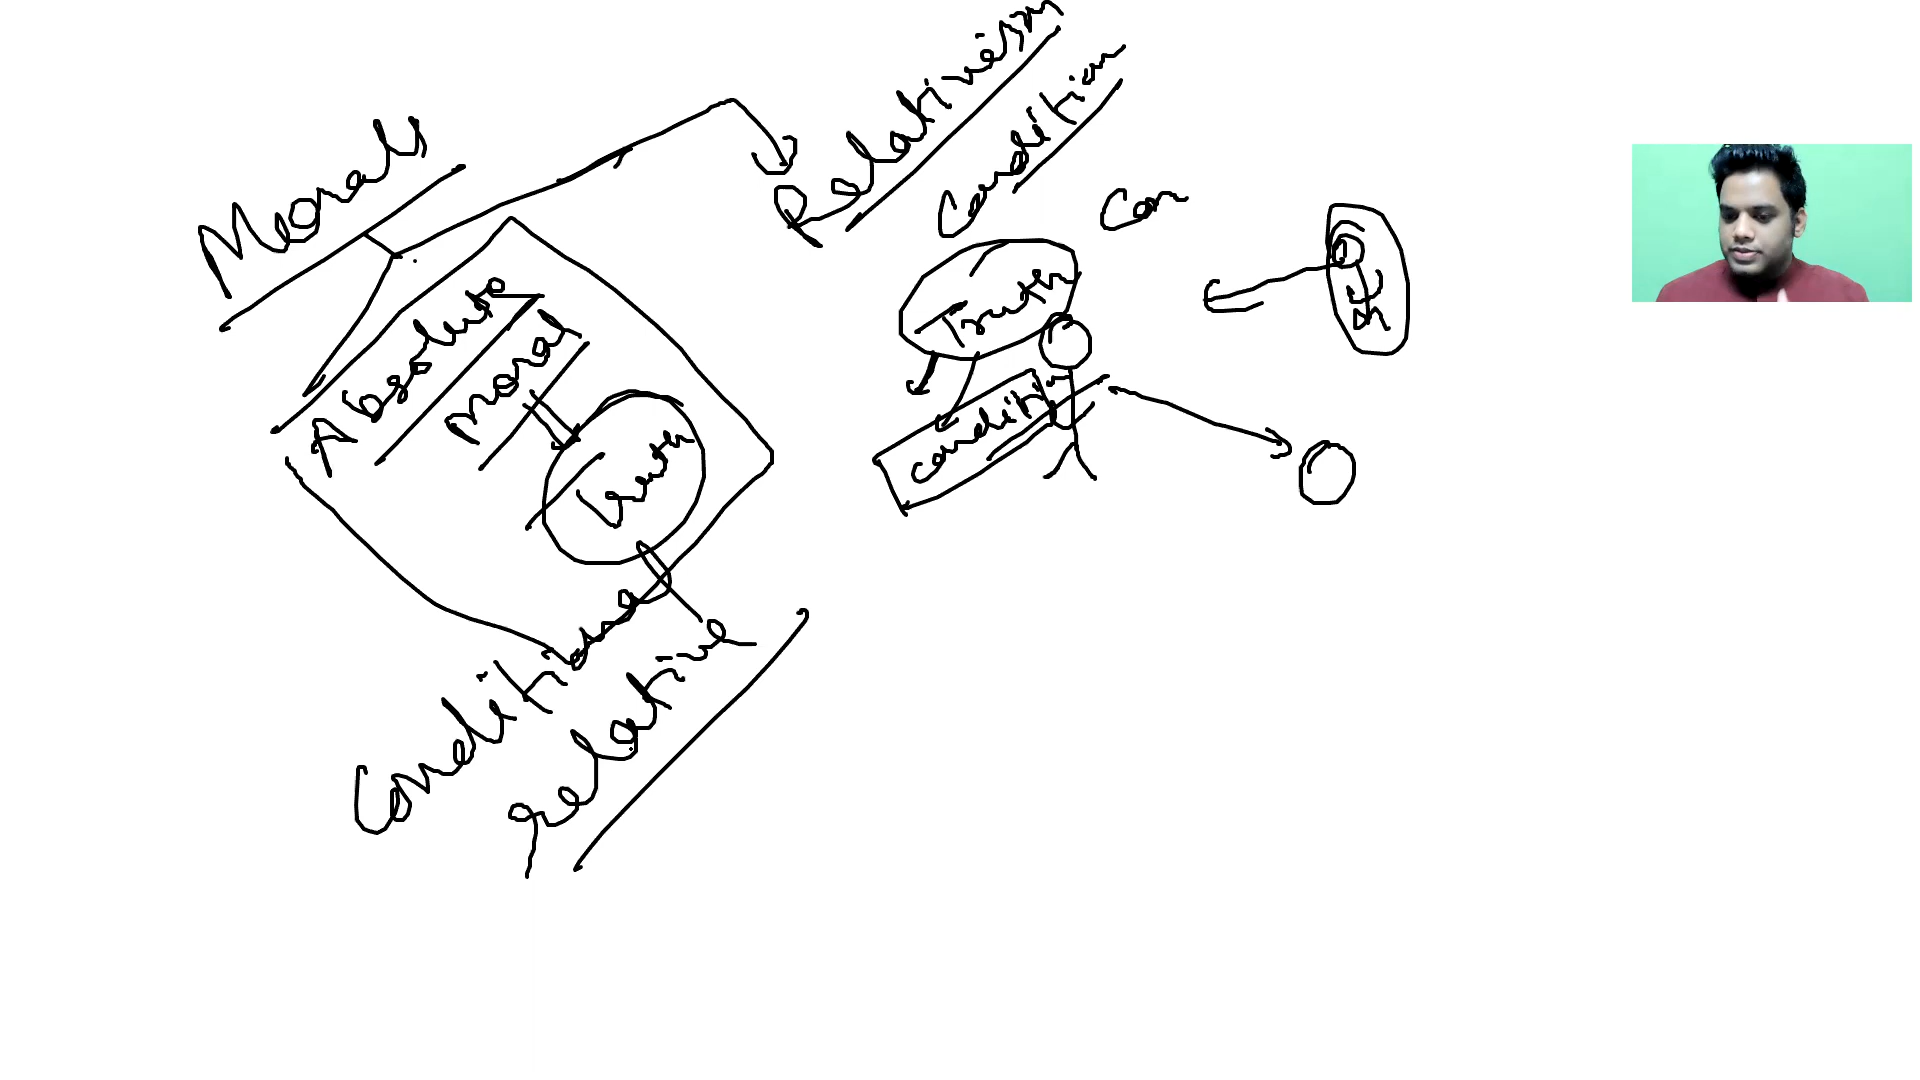 Morals
Relativism
Condition
Con
Absolute
moral
Truth
Truth
Condition
Conditional
relative